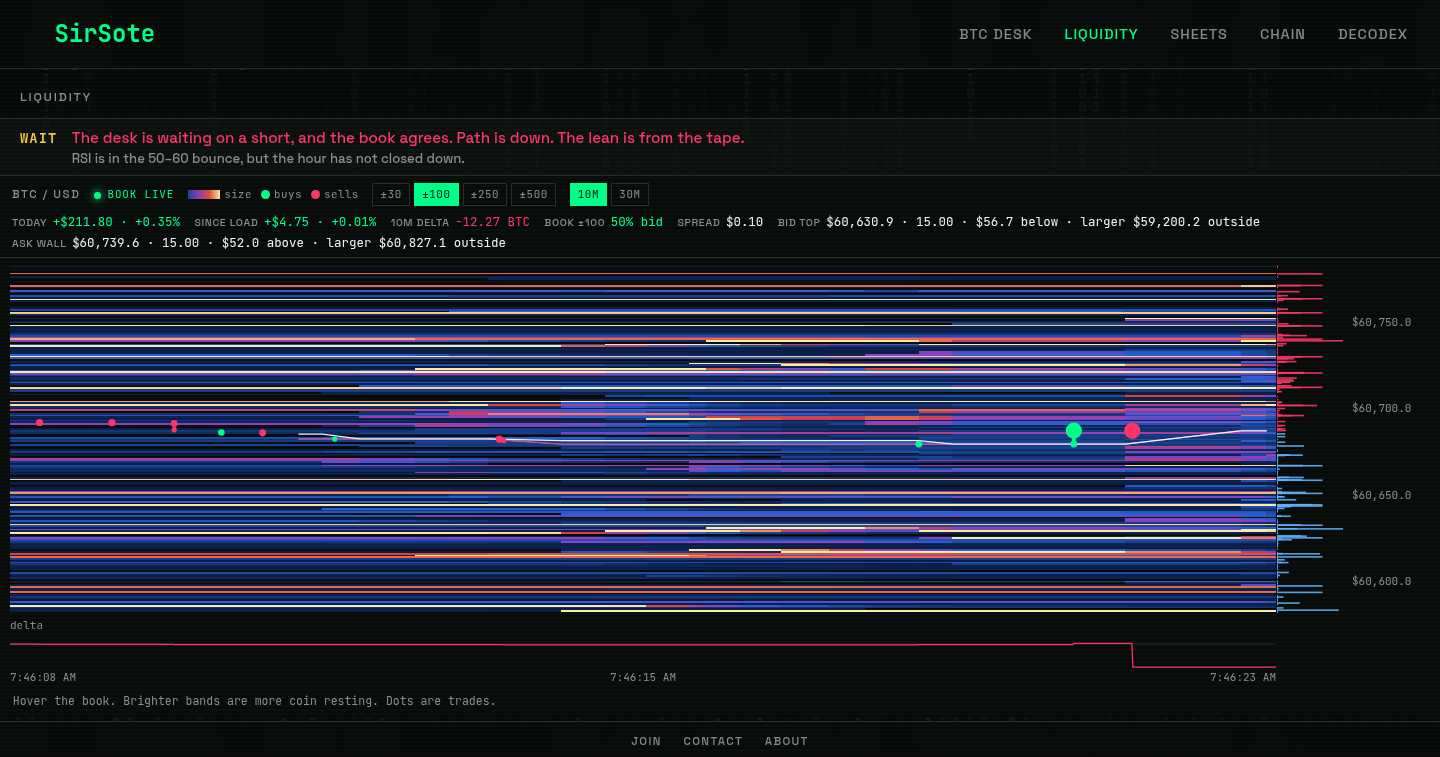 SirSote
BTC DESK LIQUIDITY SHEETS CHAIN DECODEX
LIQUIDITY
WAIT The desk is waiting on a short, and the book agrees. Path is down. The lean is from the tape.
RSI is in the 50–60 bounce, but the hour has not closed down.
BTC / USD BOOK LIVE size buys sells ±30 ±100 ±250 ±500 10M 30M
TODAY +$211.80 · +0.35% SINCE LOAD +$4.75 · +0.01% 10M DELTA -12.27 BTC BOOK ±100 50% bid SPREAD $0.10 BID TOP $60,630.9 · 15.00 · $56.7 below · larger $59,200.2 outside
ASK WALL $60,739.6 · 15.00 · $52.0 above · larger $60,827.1 outside
$60,750.0
$60,700.0
$60,650.0
$60,600.0
delta
7:46:08 AM 7:46:15 AM 7:46:23 AM
Hover the book. Brighter bands are more coin resting. Dots are trades.
JOIN CONTACT ABOUT